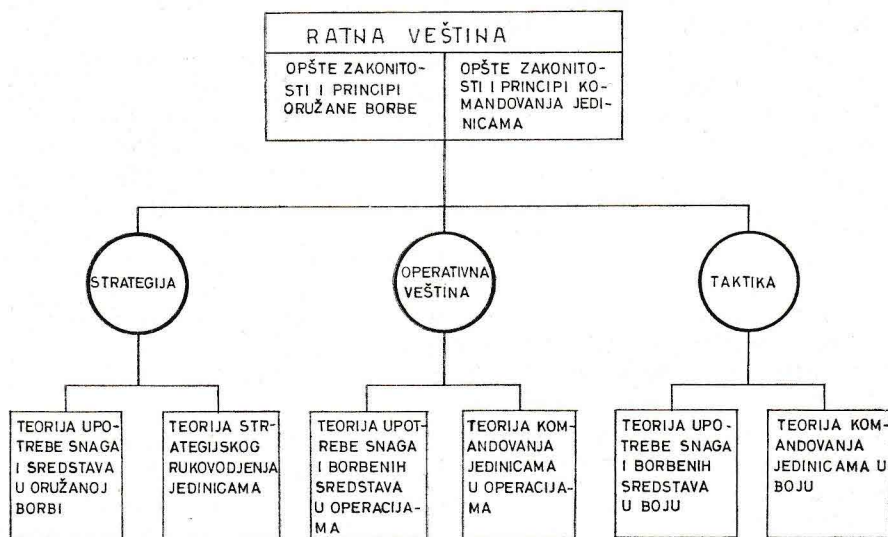 RATNA VEŠTINA
OPŠTE ZAKONITO-
STI I PRINCIPI
ORUŽANE BORBE
OPŠTE ZAKONITO-
STI I PRINCIPI KO-
MANDOVANJA JEDI-
NICAMA
STRATEGIJA
OPERATIVNA
VEŠTINA
TAKTIKA
TEORIJA UPO-
TREBE SNAGA
I SREDSTAVA
U ORUŽANOJ
BORBI
TEORIJA STR-
ATEGIJSKOG
RUKOVODJENJA
JEDINICAMA
TEORIJA UPOT-
REBE SNAGA
I BORBENIH
SREDSTAVA
U OPERACIJA-
MA
TEORIJA KOM-
ANDOVANJA
JEDINICAMA
U OPERACIJA-
MA
TEORIJA UPO-
TREBE SNAGA
I BORBENIH
SREDSTAVA
U BOJU
TEORIJA KOM-
ANDOVANJA
JEDINICAMA U
BOJU